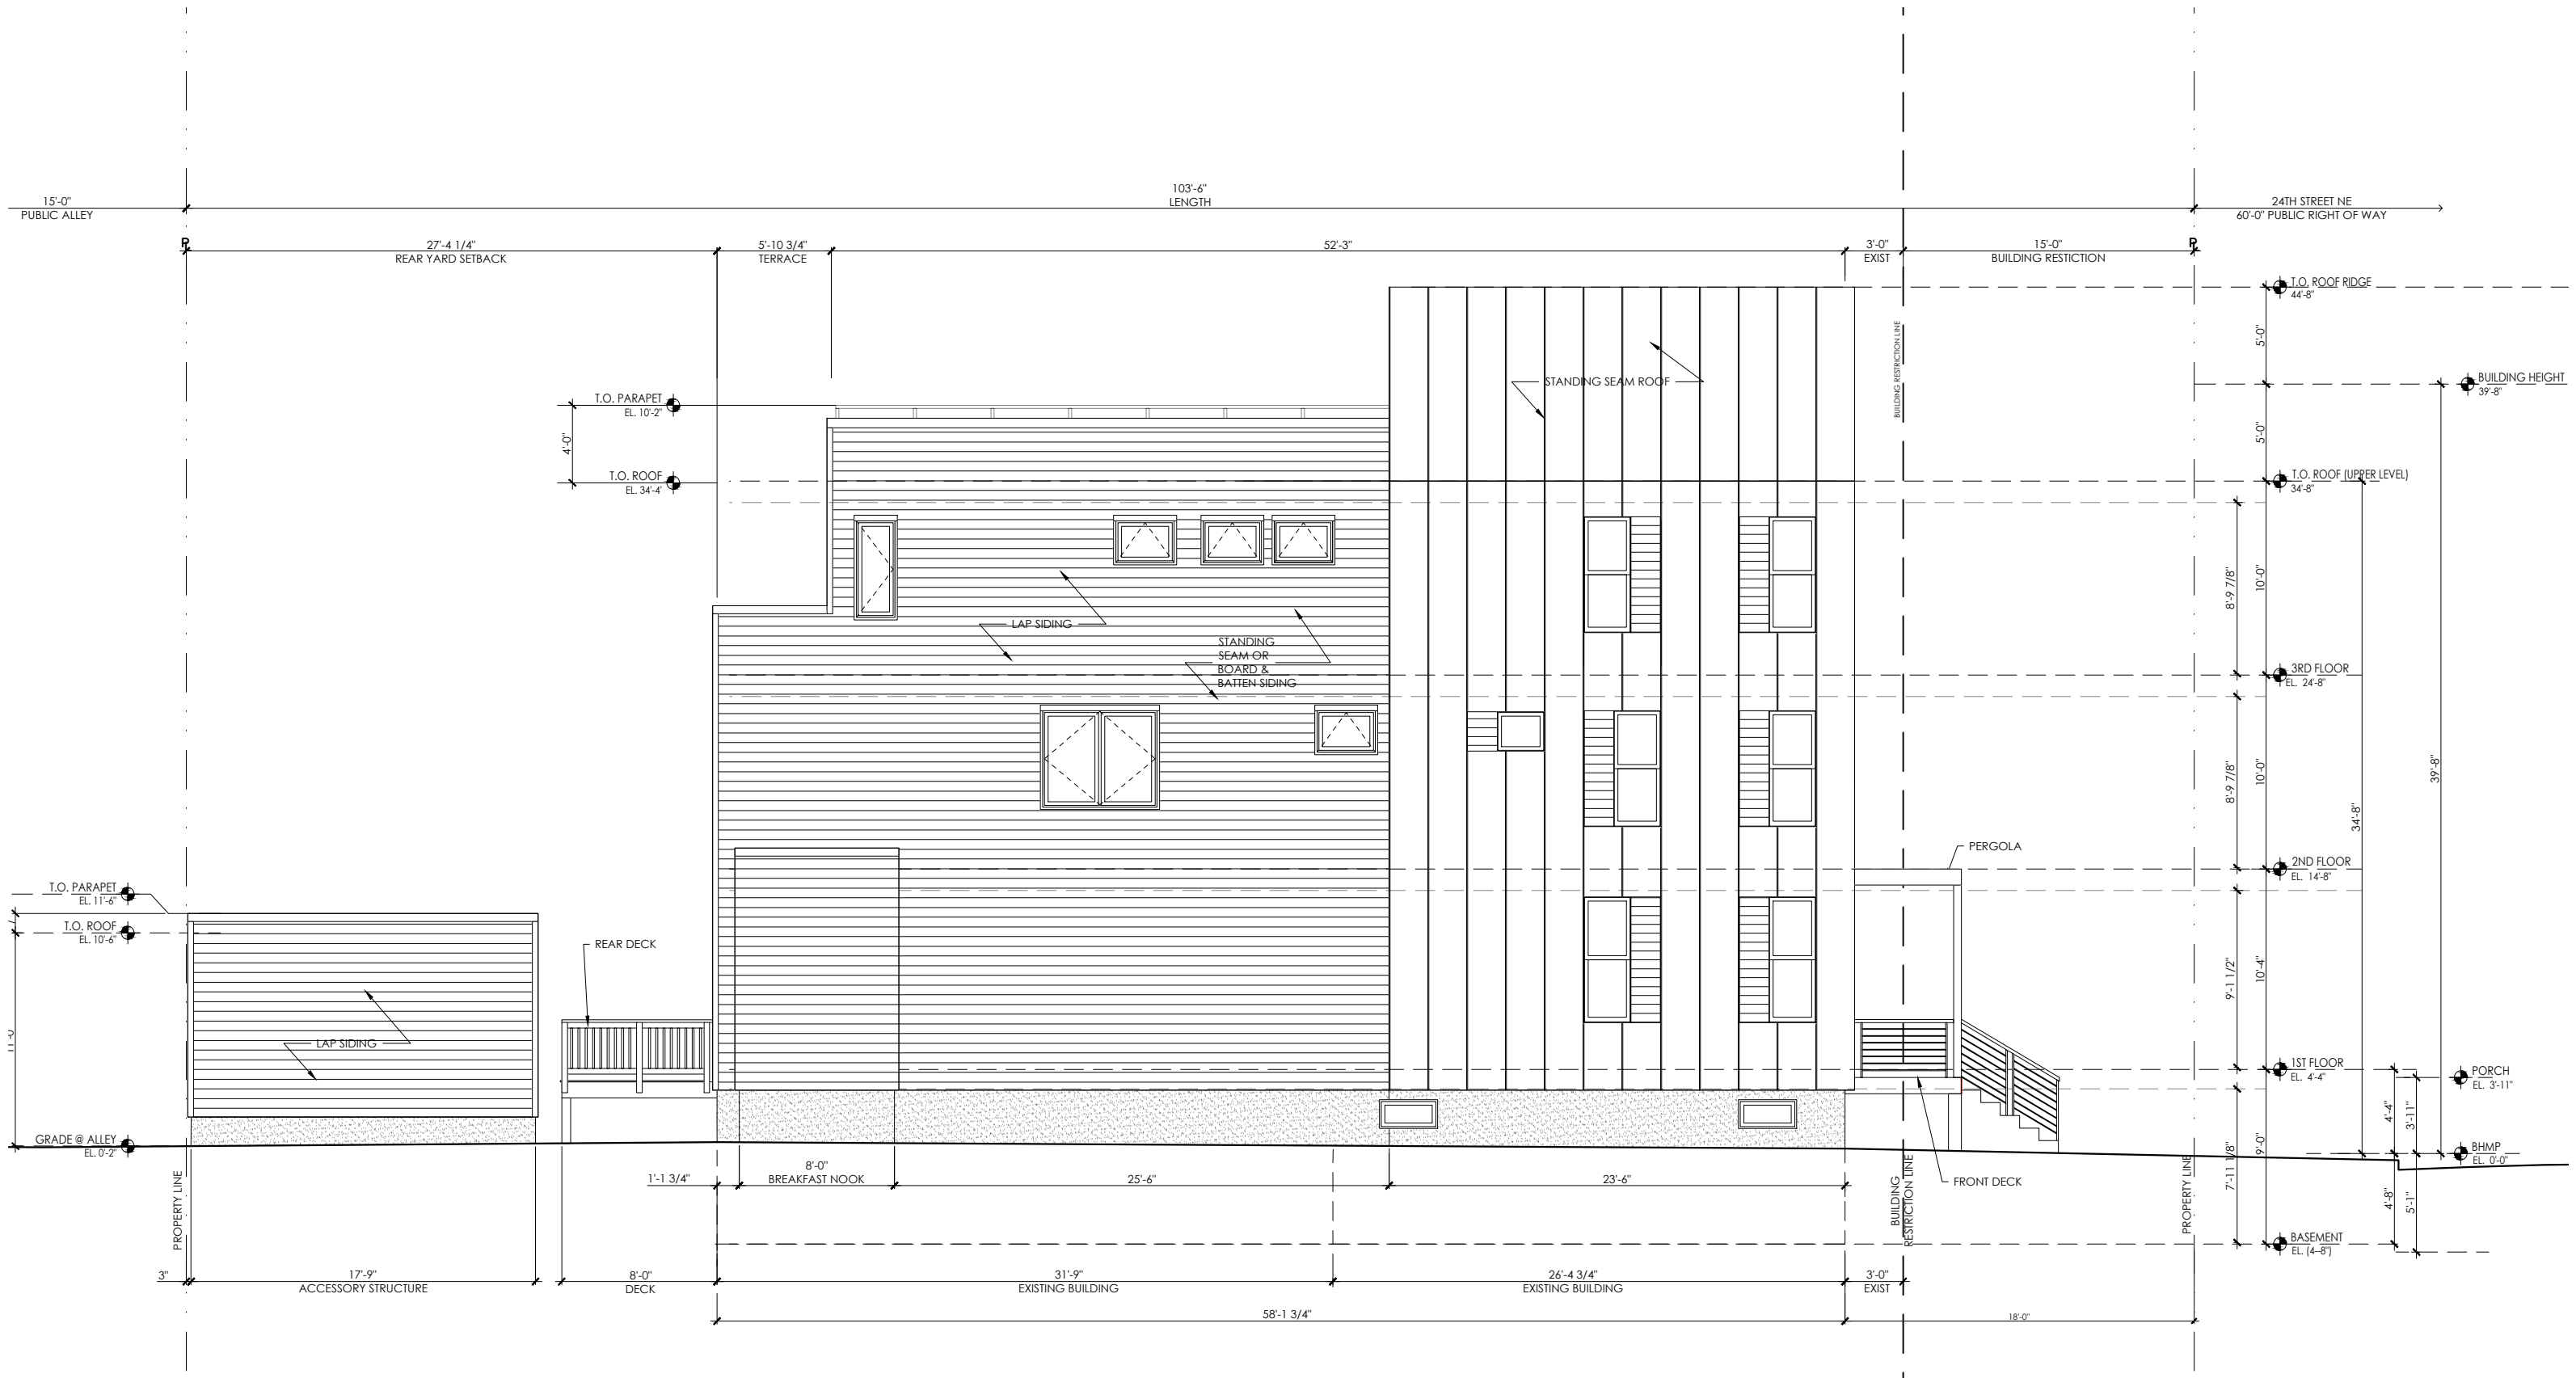 103'-6"
LENGTH
15'-0"
PUBLIC ALLEY
24TH STREET NE
60'-0" PUBLIC RIGHT OF WAY
27'-4 1/4"
REAR YARD SETBACK
5'-10 3/4"
TERRACE
52'-3"
3'-0"
EXIST
15'-0"
BUILDING RESTICTION
T.O. ROOF RIDGE
44'-8"
5'-0"
BUILDING RESTRICTION LINE
STANDING SEAM ROOF
BUILDING HEIGHT
39'-8"
T.O. PARAPET
EL. 10'-2"
4'-0"
5'-0"
T.O. ROOF
EL. 34'-4'
T.O. ROOF (UPPER LEVEL)
34'-8"
8'-9 7/8"
10'-0"
LAP SIDING
STANDING
SEAM OR
BOARD &
BATTEN SIDING
3RD FLOOR
EL. 24'-8"
8'-9 7/8"
10'-0"
39'-8"
34'-8"
PERGOLA
2ND FLOOR
EL. 14'-8"
T.O. PARAPET
EL. 11'-6"
T.O. ROOF
EL. 10'-6"
REAR DECK
9'-1 1/2"
10'-4"
LAP SIDING
1ST FLOOR
EL. 4'-4"
PORCH
EL. 3'-11"
4'-4"
3'-11"
GRADE @ ALLEY
EL. 0'-2"
BHMP
EL. 0'-0"
7'-11 1/8"
9'-0"
1'-1 3/4"
8'-0"
BREAKFAST NOOK
25'-6"
23'-6"
FRONT DECK
PROPERTY LINE
BUILDING
RESTRICTION LINE
PROPERTY LINE
4'-8"
5'-1"
BASEMENT
EL. (4--8")
3"
17'-9"
ACCESSORY STRUCTURE
8'-0"
DECK
31'-9"
EXISTING BUILDING
26'-4 3/4"
EXISTING BUILDING
3'-0"
EXIST
58'-1 3/4"
18'-0"